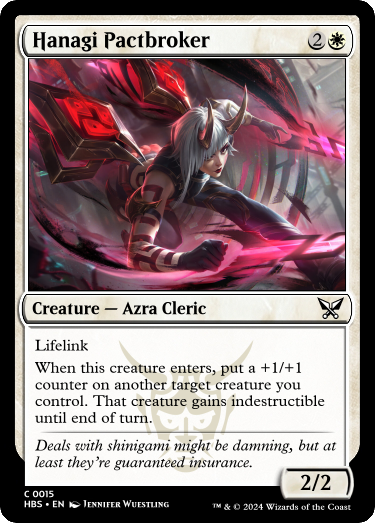 Hanagi Pactbroker 2
Creature — Azra Cleric
Lifelink
When this creature enters, put a +1/+1
counter on another target creature you
control. That creature gains indestructible
until end of turn.
Deals with shinigami might be damning, but at
least they're guaranteed insurance.
2/2
C 0015
HBS • EN Jennifer Wuestling
™ & © 2024 Wizards of the Coast